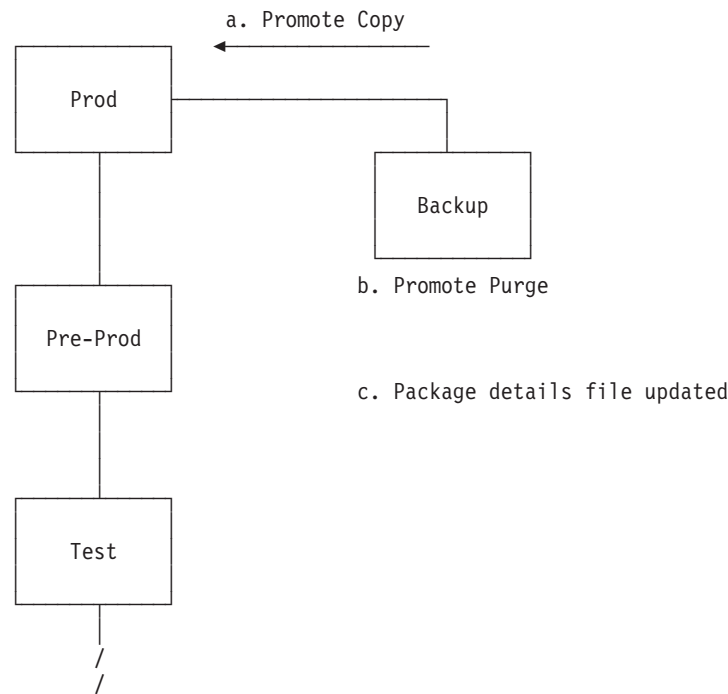 a. Promote Copy
Prod
Backup
b. Promote Purge
Pre-Prod
c. Package details file updated
Test
/
/